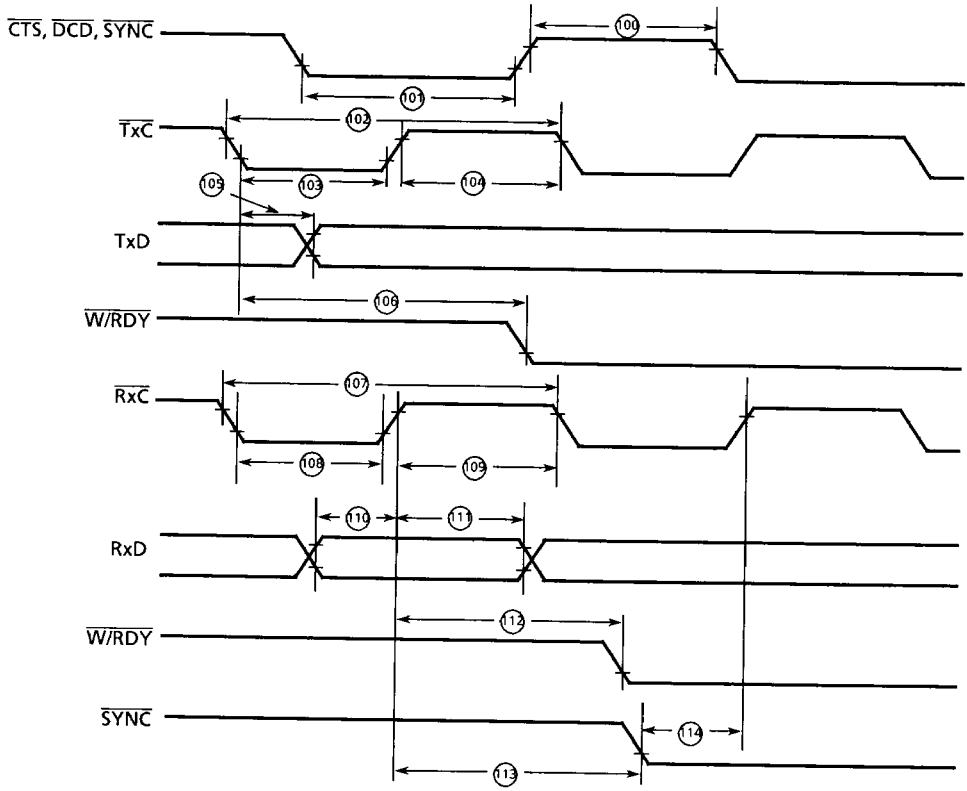 CTS, DCD, SYNC
100
101
102
TxC
103
104
105
TxD
106
W/RDY
107
RxC
108
109
110
111
RxD
112
W/RDY
SYNC
114
113